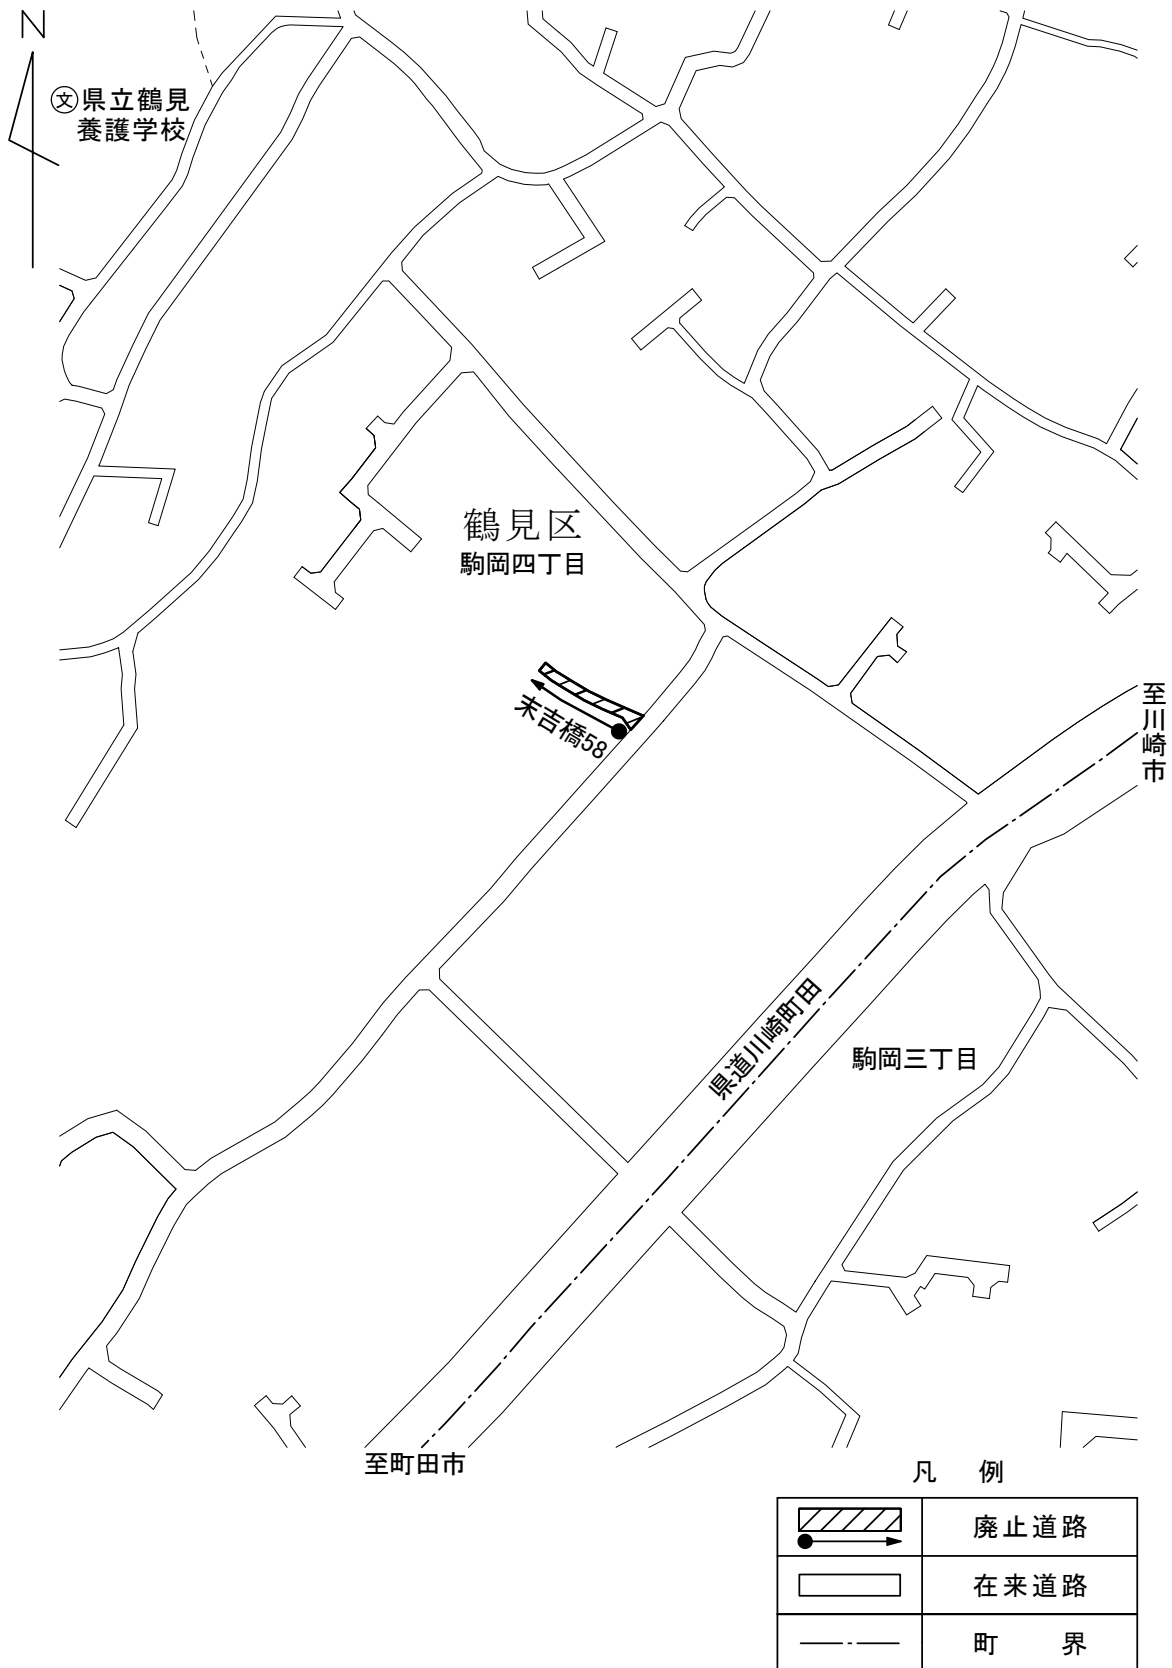 N
文県立鶴見
養護学校
鶴見区
駒岡四丁目
末吉橋58
至川崎市
県道川崎町田
駒岡三丁目
至町田市
凡 例
廃止道路
在来道路
町 界